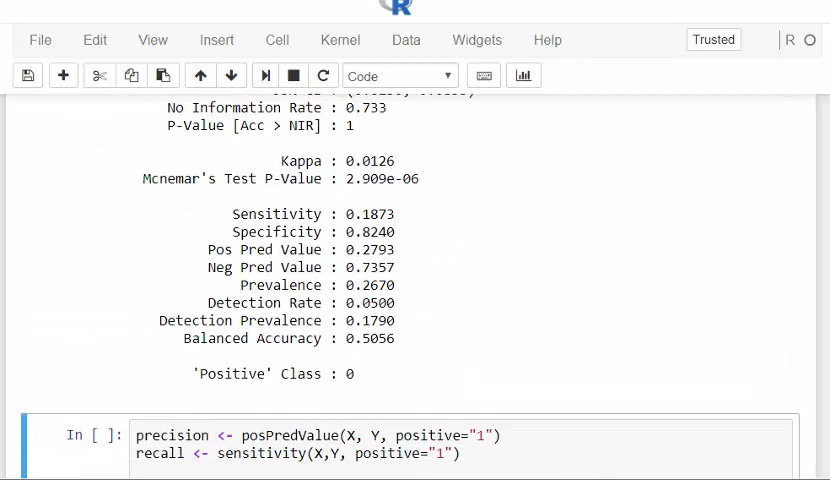 R
File Edit View Insert Cell Kernel Data Widgets Help Trusted R
Code
No Information Rate : 0.733
P-Value [Acc > NIR] : 1
Kappa : 0.0126
Mcnemar's Test P-Value : 2.909e-06
Sensitivity : 0.1873
Specificity : 0.8240
Pos Pred Value : 0.2793
Neg Pred Value : 0.7357
Prevalence : 0.2670
Detection Rate : 0.0500
Detection Prevalence : 0.1790
Balanced Accuracy : 0.5056
'Positive' Class : 0
In [ ]: precision <- posPredValue(X, Y, positive="1")
recall <- sensitivity(X,Y, positive="1")